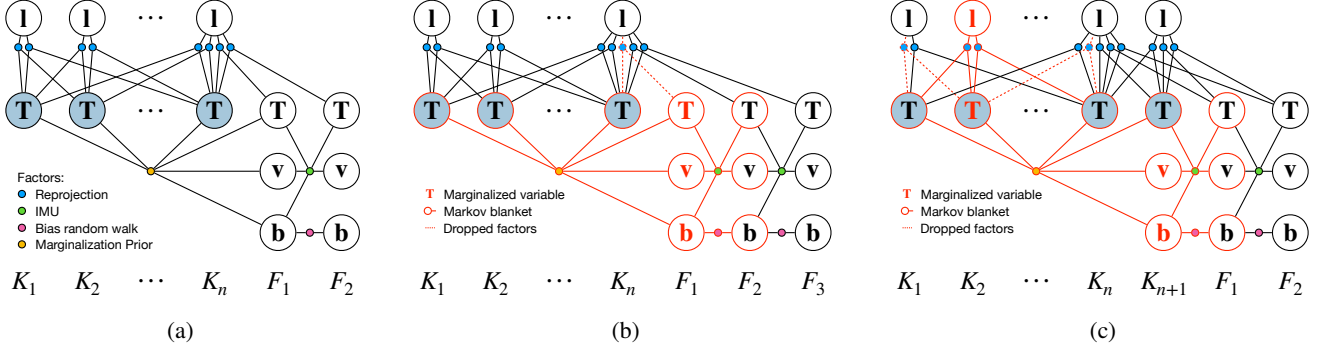 l l ··· l
T T ··· T T T
v v
b b
Factors:
Reprojection
IMU
Bias random walk
Marginalization Prior
K1 K2 ··· Kn F1 F2
(a)
l l ··· l
T T ··· T T T T
v v v
b b b
T Marginalized variable
Markov blanket
Dropped factors
K1 K2 ··· Kn F1 F2 F3
(b)
l l ··· l l
T T ··· T T T T
v v v
b b b
T Marginalized variable
Markov blanket
Dropped factors
K1 K2 ··· Kn Kn+1 F1 F2
(c)